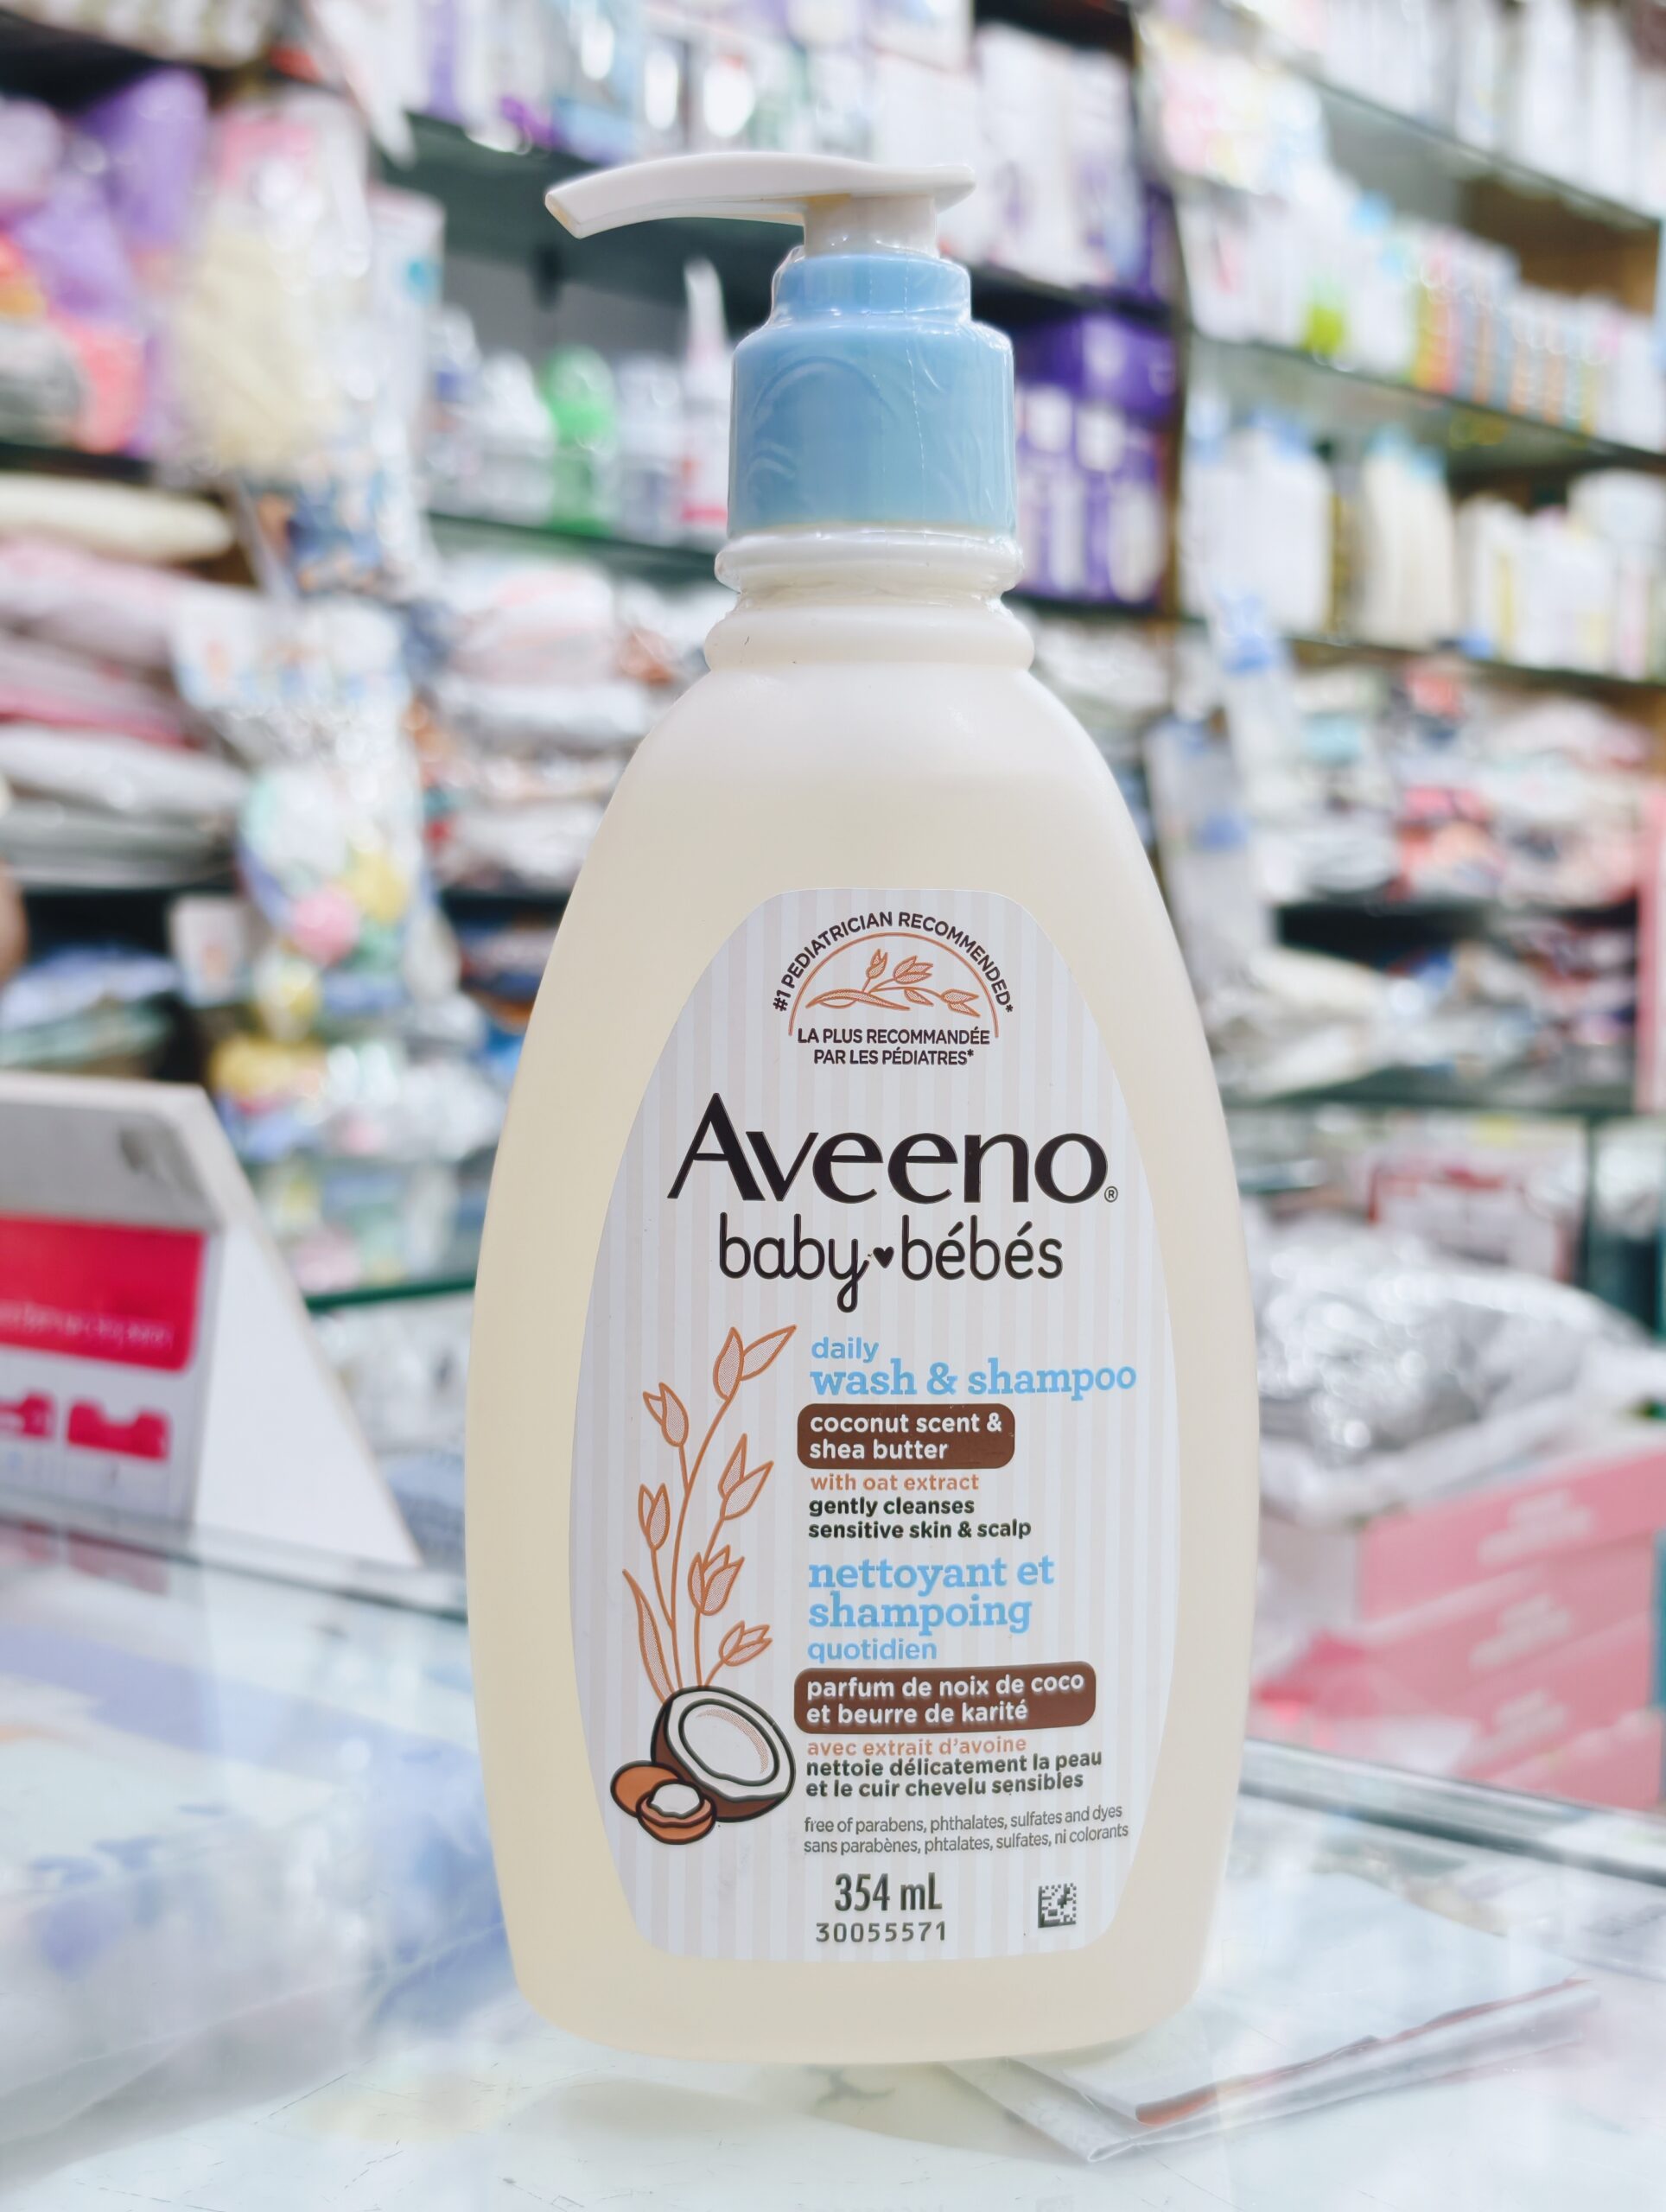 #1 PEDIATRICIAN RECOMMENDED*
LA PLUS RECOMMANDÉE
PAR LES PÉDIATRES*
Aveeno®
baby♥bébés
daily
wash & shampoo
coconut scent &
shea butter
with oat extract
gently cleanses
sensitive skin & scalp
nettoyant et
shampoing
quotidien
parfum de noix de coco
et beurre de karité
avec extrait d'avoine
nettoie délicatement la peau
et le cuir chevelu sensibles
free of parabens, phthalates, sulfates and dyes
sans parabènes, phtalates, sulfates, ni colorants
354 mL
30055571